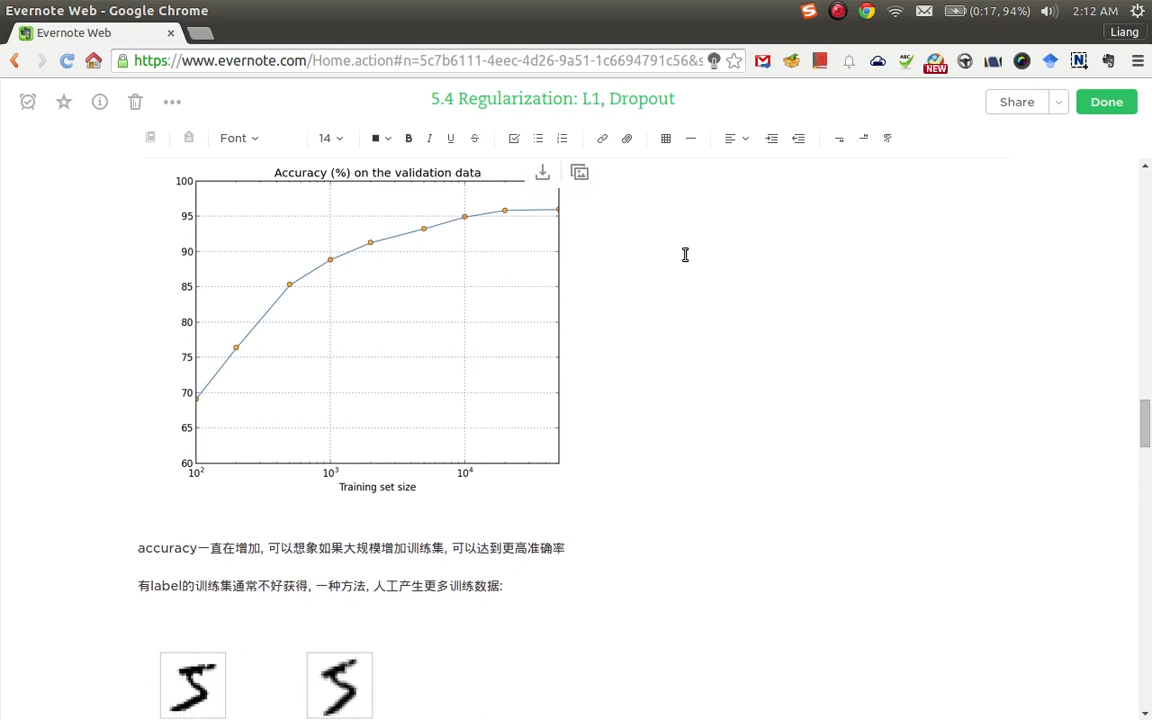 Evernote Web - Google Chrome
(0:17, 94%)
2:12 AM
Evernote Web
Liang
https://www.evernote.com/Home.action#n=5c7b6111-4eec-4d26-9a51-1c6694791c56&s
NEW
5.4 Regularization: L1, Dropout
Share
Done
Font
14
B
I
U
S
Accuracy (%) on the validation data
100
95
90
85
80
75
70
65
60
10²
10³
10⁴
Training set size
accuracy一直在增加, 可以想象如果大规模增加训练集, 可以达到更高准确率
有label的训练集通常不好获得, 一种方法, 人工产生更多训练数据:
5
5